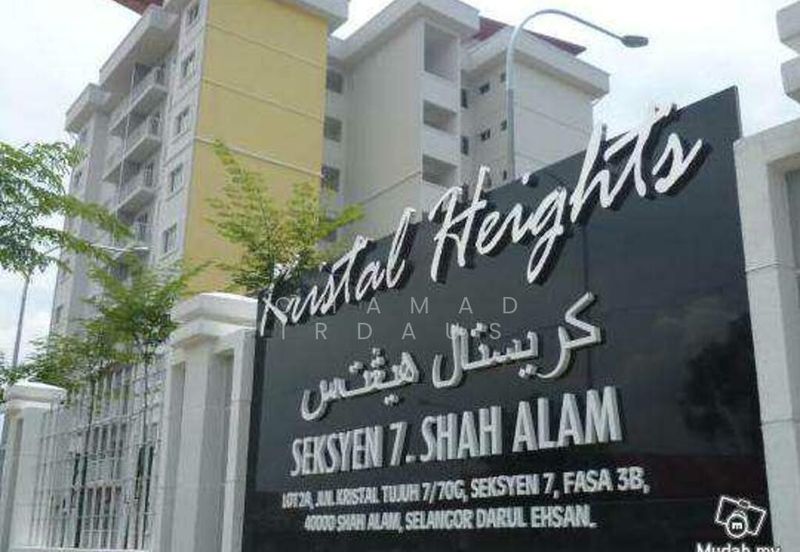 Kristal Heights
كريستل هيڤتس
SEKSYEN 7. SHAH ALAM
LOT 2A, JLN. KRISTAL TUJUH 7/70G, SEKSYEN 7, FASA 3B,
40000 SHAH ALAM, SELANGOR DARUL EHSAN.
Mudah.my